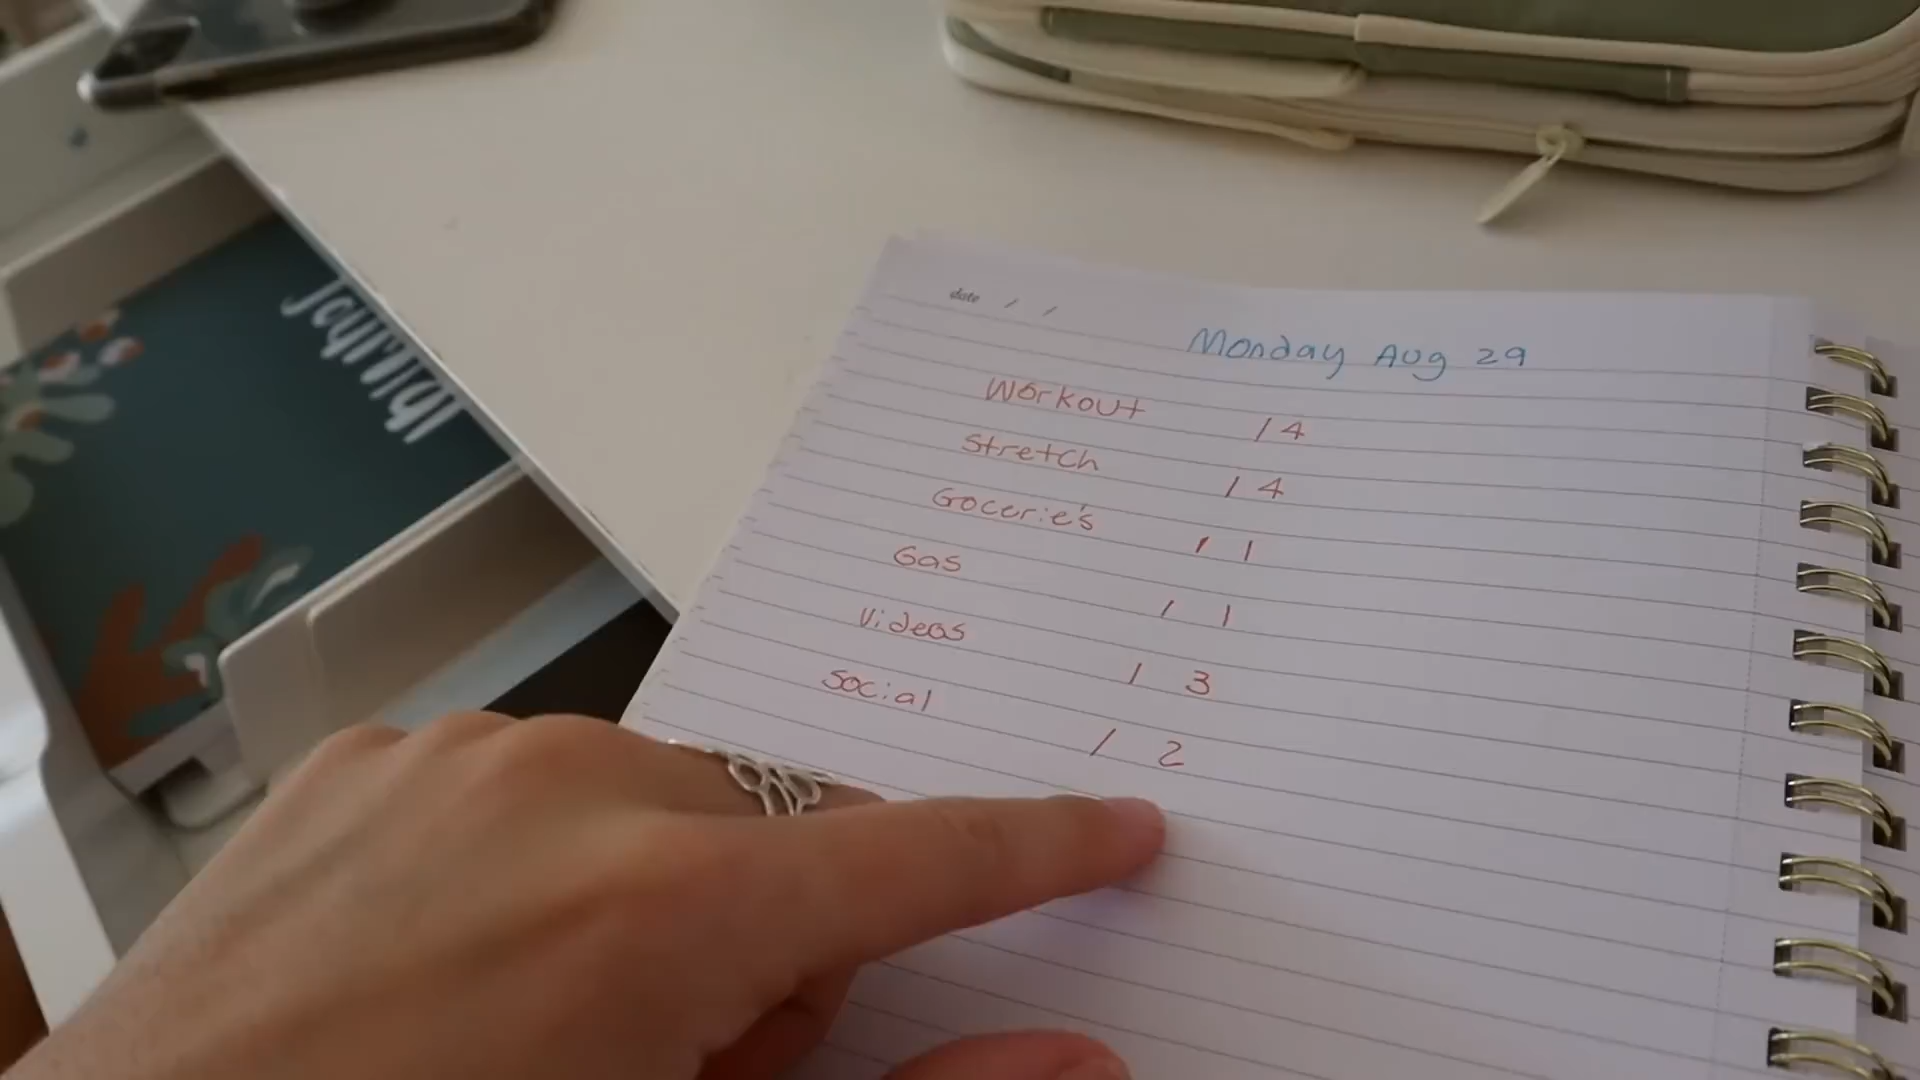 Journal
date / /
Monday Aug 29
Workout / 4
Stretch / 4
Gocerie's / 1
Gas / 1
Videos / 3
Social / 2